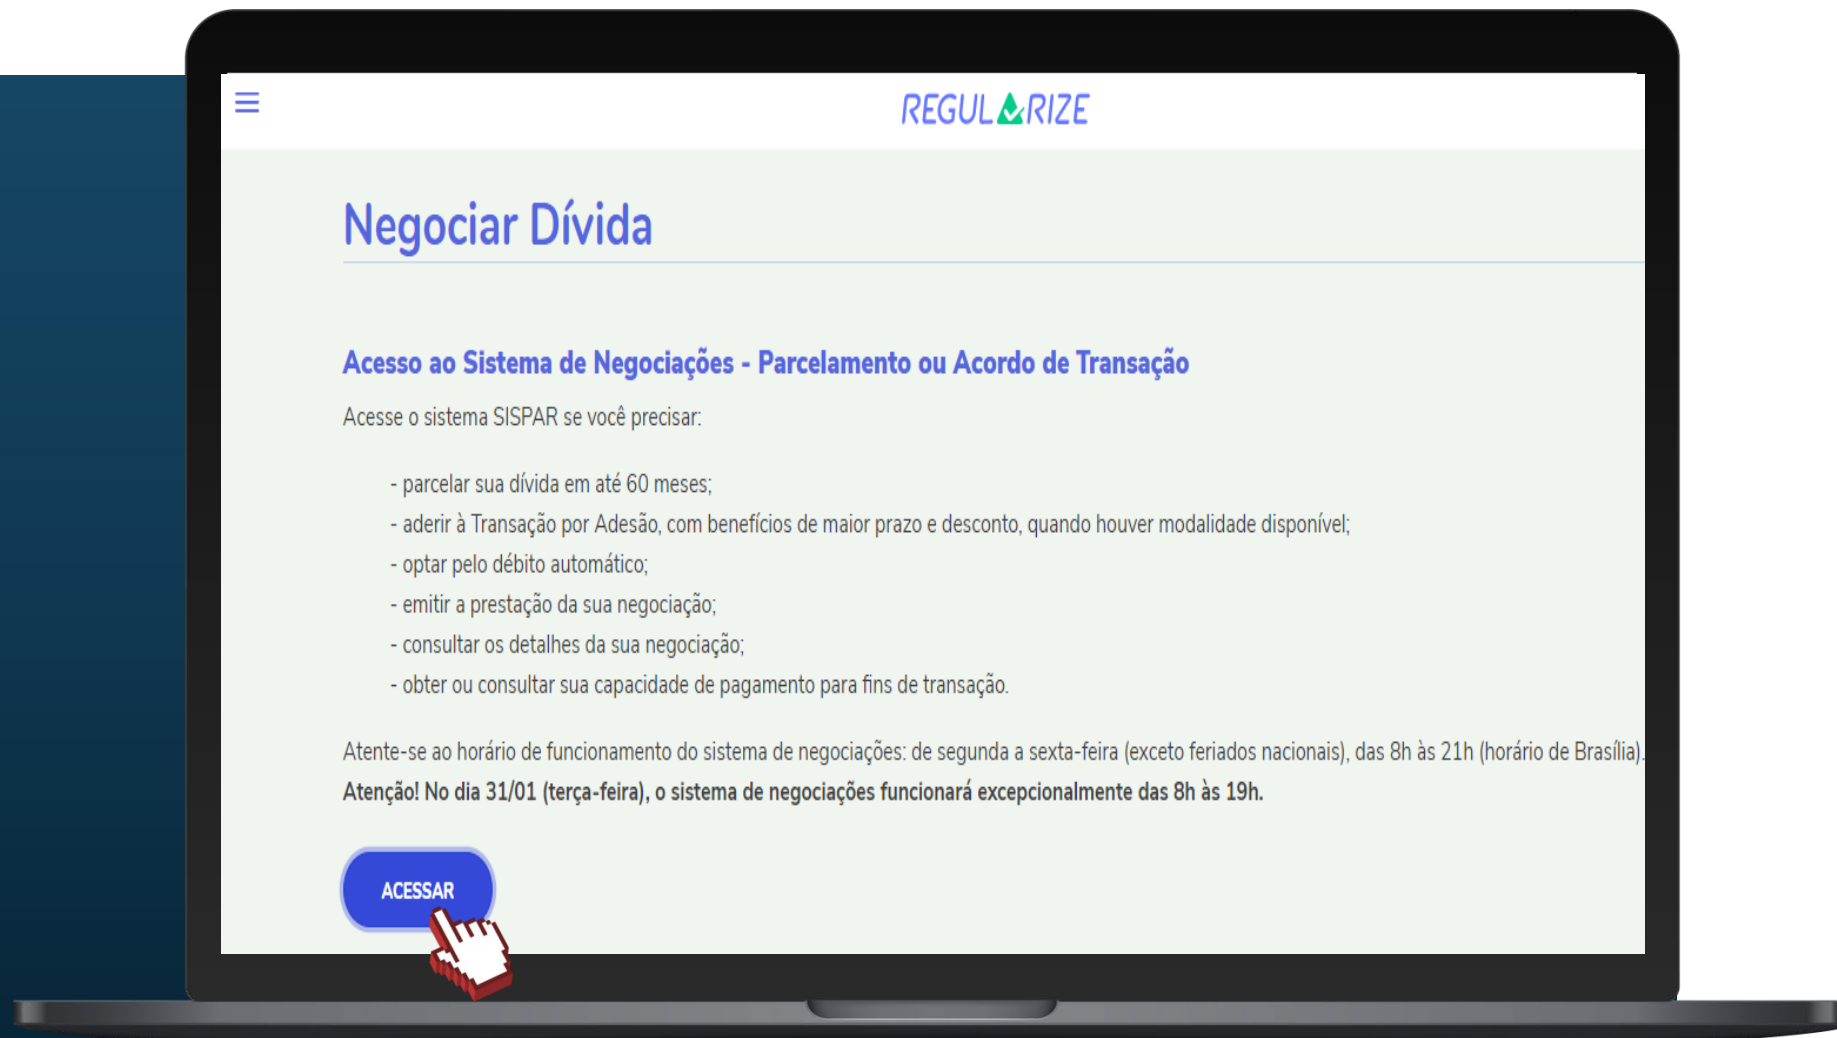 REGULARIZE
Negociar Dívida
Acesso ao Sistema de Negociações - Parcelamento ou Acordo de Transação
Acesse o sistema SISPAR se você precisar:
- parcelar sua dívida em até 60 meses;
- aderir à Transação por Adesão, com benefícios de maior prazo e desconto, quando houver modalidade disponível;
- optar pelo débito automático;
- emitir a prestação da sua negociação;
- consultar os detalhes da sua negociação;
- obter ou consultar sua capacidade de pagamento para fins de transação.
Atente-se ao horário de funcionamento do sistema de negociações: de segunda a sexta-feira (exceto feriados nacionais), das 8h às 21h (horário de Brasília).
Atenção! No dia 31/01 (terça-feira), o sistema de negociações funcionará excepcionalmente das 8h às 19h.
ACESSAR